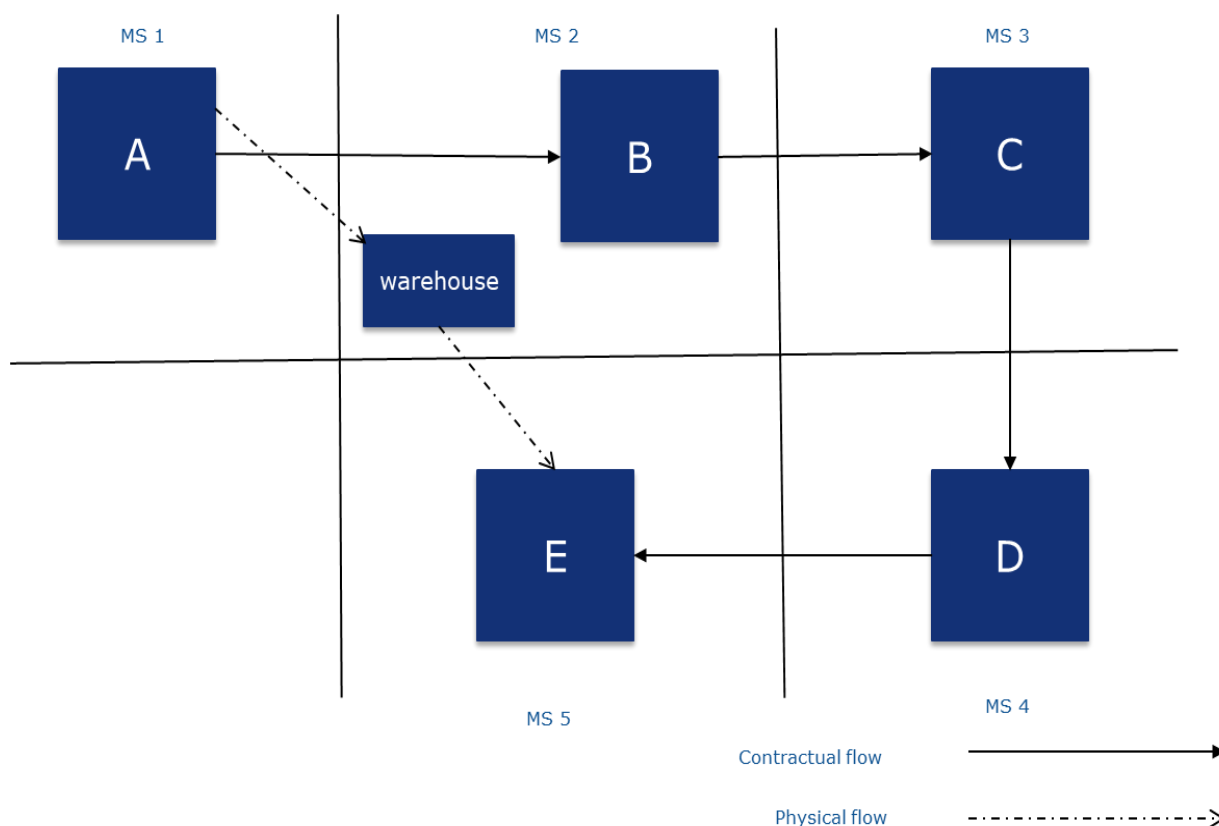 MS 1
MS 2
MS 3
A
B
C
warehouse
E
D
MS 5
MS 4
Contractual flow
Physical flow